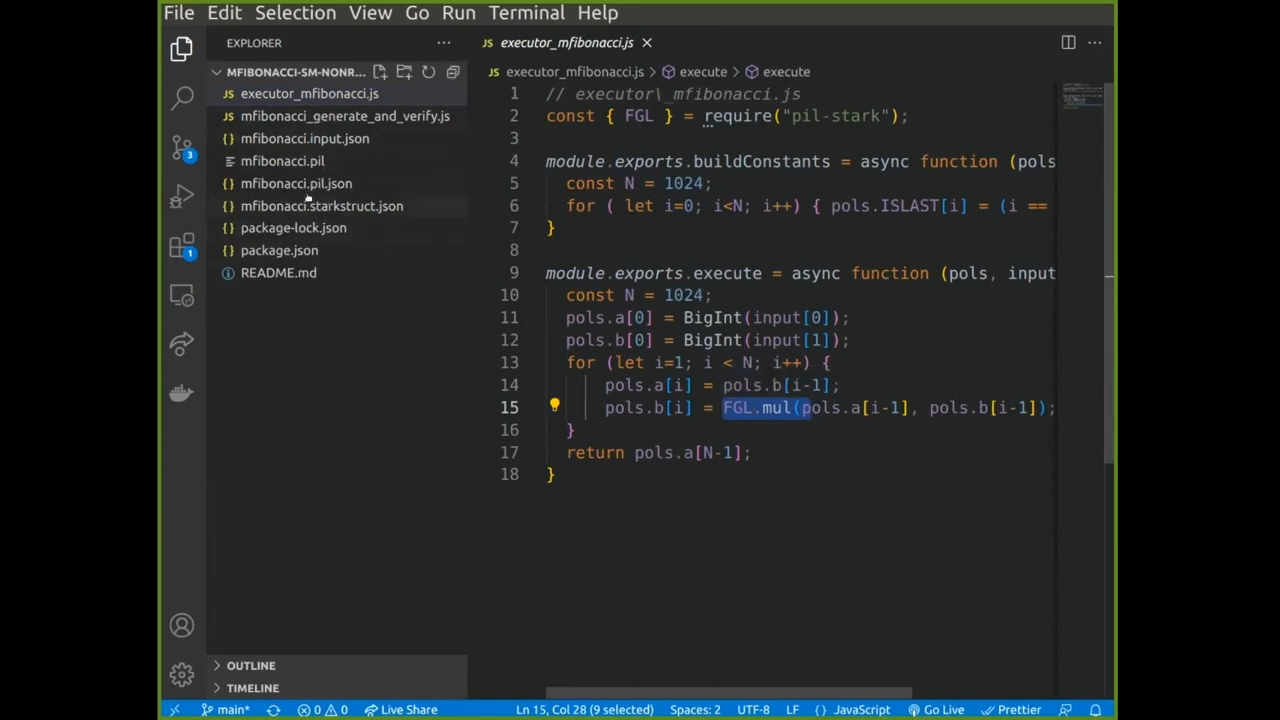 File Edit Selection View Go Run Terminal Help
EXPLORER
MFIBONACCI-SM-NONR...
JS executor_mfibonacci.js
JS mfibonacci_generate_and_verify.js
{} mfibonacci.input.json
mfibonacci.pil
{} mfibonacci.pil.json
{} mfibonacci.starkstruct.json
{} package-lock.json
{} package.json
README.md
OUTLINE
TIMELINE
3
1
JS executor_mfibonacci.js
JS executor_mfibonacci.js > execute > execute
1 // executor\_mfibonacci.js
2 const { FGL } = require("pil-stark");
3
4 module.exports.buildConstants = async function (pols
5 const N = 1024;
6 for ( let i=0; i<N; i++) { pols.ISLAST[i] = (i ==
7 }
8
9 module.exports.execute = async function (pols, input
10 const N = 1024;
11 pols.a[0] = BigInt(input[0]);
12 pols.b[0] = BigInt(input[1]);
13 for (let i=1; i < N; i++) {
14 pols.a[i] = pols.b[i-1];
15 pols.b[i] = FGL.mul(pols.a[i-1], pols.b[i-1]);
16 }
17 return pols.a[N-1];
18 }
main* 0 0 Live Share Ln 15, Col 28 (9 selected) Spaces: 2 UTF-8 LF {} JavaScript Go Live Prettier